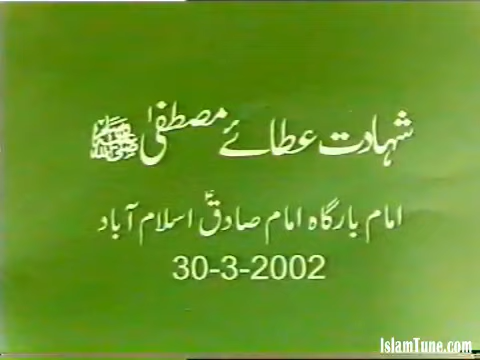 شہادت عطائے مصطفیٰ ﷺ
امام بارگاہ امام صادقؑ اسلام آباد
30-3-2002
IslamTune.com